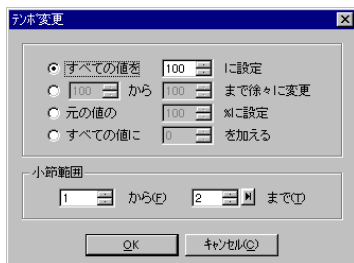 テンポ変更
すべての値を 100 に設定
100 から 100 まで徐々に変更
元の値の 100 %に設定
すべての値に 0 を加える
小節範囲
1 から(F) 2 まで(T)
OK キャンセル(C)